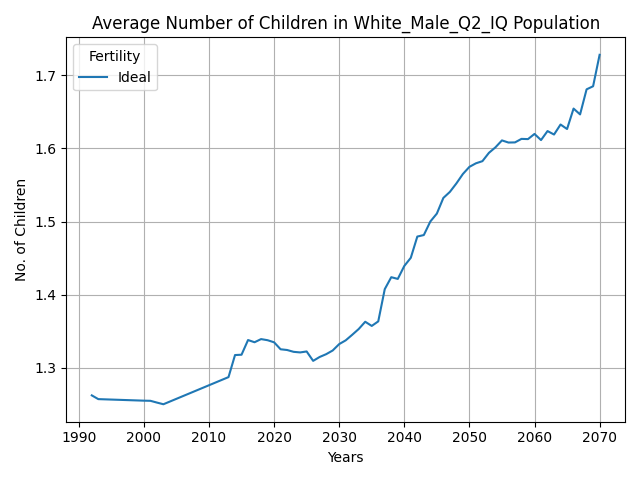 Average Number of Children in White_Male_Q2_IQ Population
Fertility
Ideal
No. of Children
1.7
1.6
1.5
1.4
1.3
1990 2000 2010 2020 2030 2040 2050 2060 2070
Years